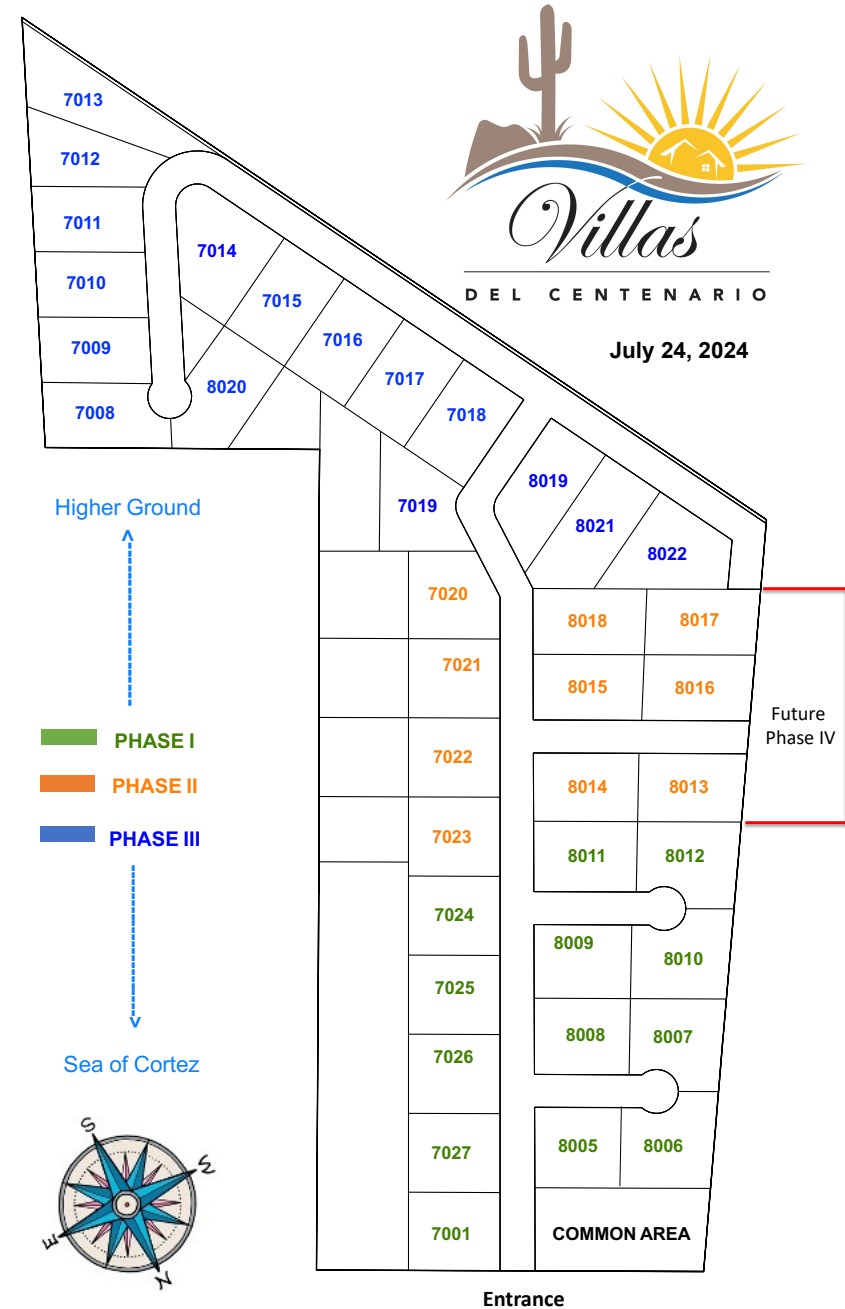 Villas
DEL CENTENARIO
July 24, 2024
7013
7012
7011
7010
7009
7008
7014
7015
7016
7017
7018
8020
7019
8019
8021
8022
Higher Ground
7020
7021
7022
7023
8018
8017
8015
8016
Future
Phase IV
8014
8013
PHASE I
PHASE II
PHASE III
8011
8012
7024
8009
8010
7025
8008
8007
7026
Sea of Cortez
7027
8005
8006
7001
COMMON AREA
S
W
E
N
Entrance